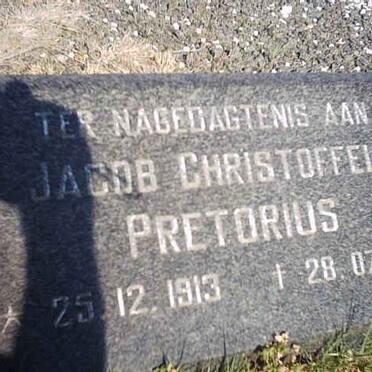 TER NAGEDAGTENIS AAN
JACOB CHRISTOFFEL
PRETORIUS
* 25.12.1913 † 28.07